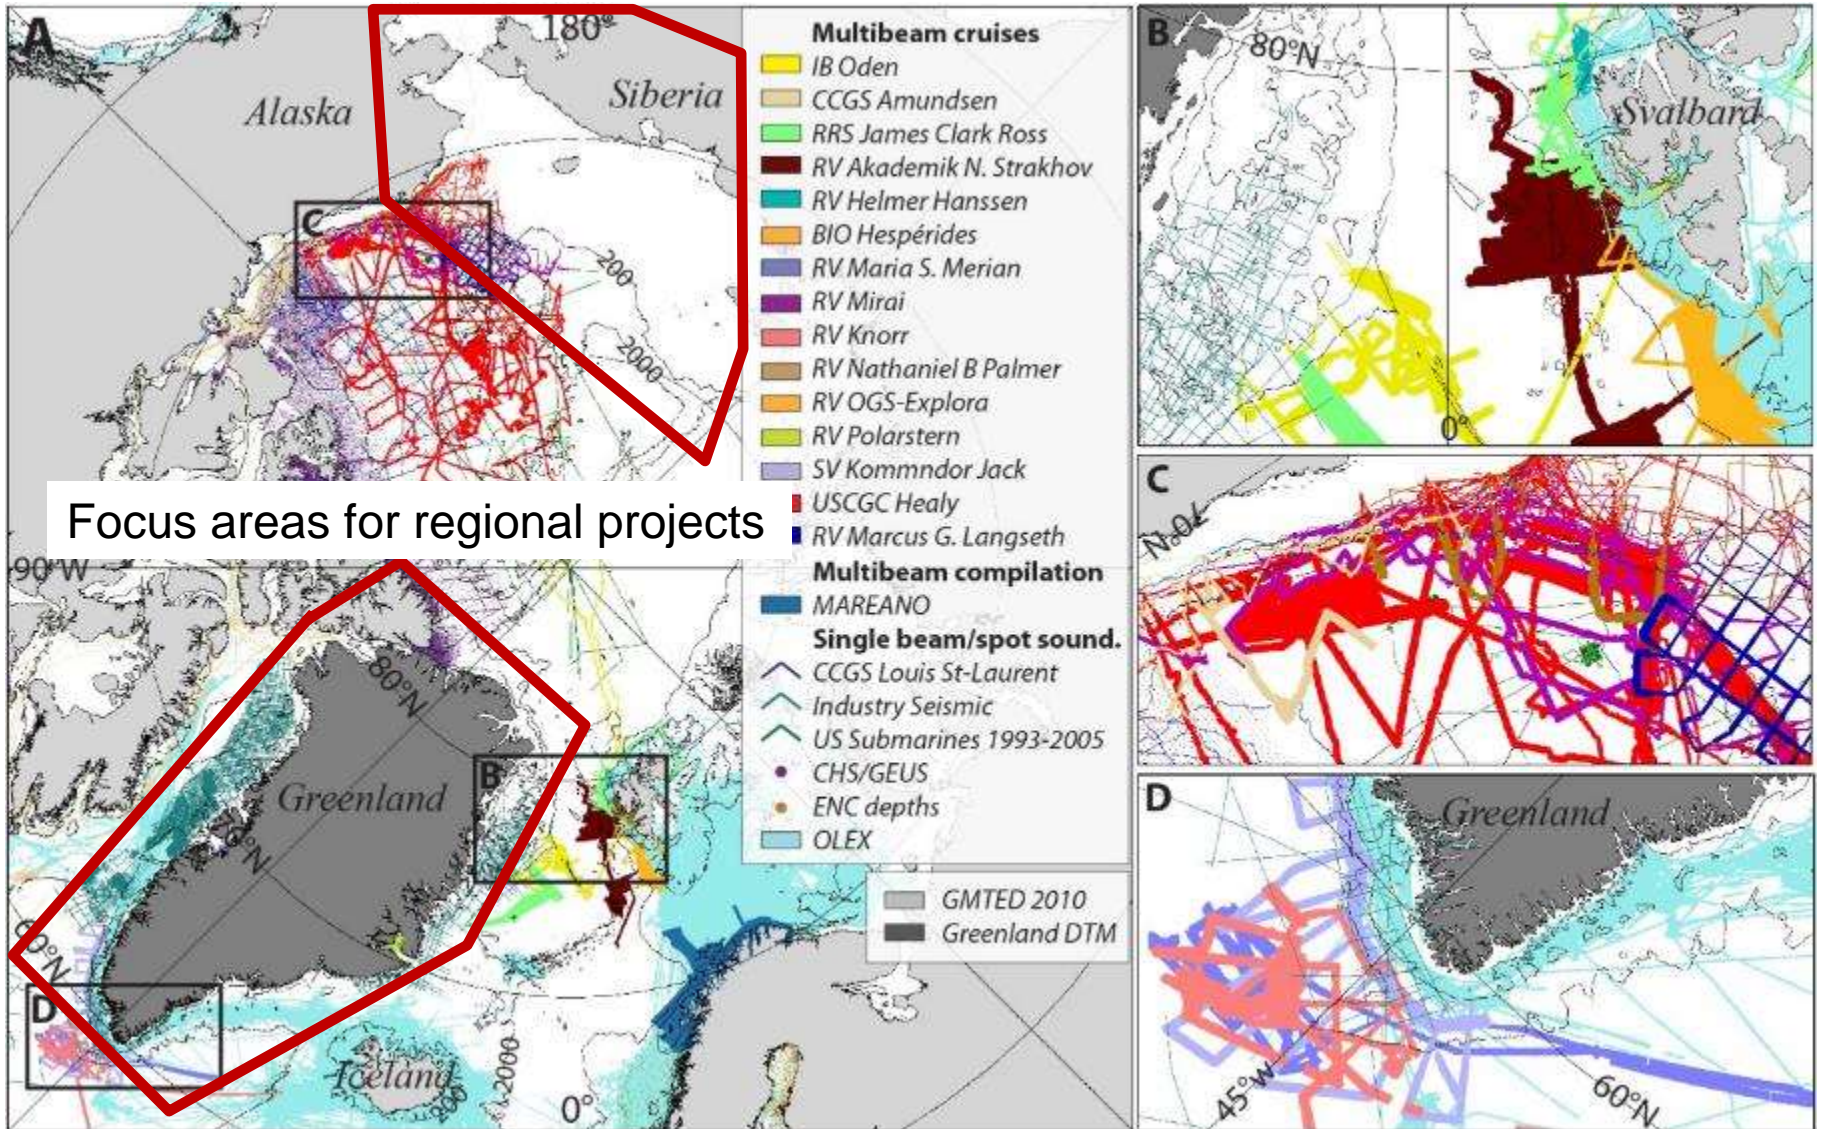 A
180°
Alaska
Siberia
C
200
2000
Focus areas for regional projects
90°W
80°N
Greenland
B
60°N
D
Iceland
200
2000
0°
Multibeam cruises
IB Oden
CCGS Amundsen
RRS James Clark Ross
RV Akademik N. Strakhov
RV Helmer Hanssen
BIO Hespérides
RV Maria S. Merian
RV Mirai
RV Knorr
RV Nathaniel B Palmer
RV OGS-Explora
RV Polarstern
SV Kommndor Jack
USCGC Healy
RV Marcus G. Langseth
Multibeam compilation
MAREANO
Single beam/spot sound.
CCGS Louis St-Laurent
Industry Seismic
US Submarines 1993-2005
CHS/GEUS
ENC depths
OLEX
GMTED 2010
Greenland DTM
B
80°N
Svalbard
0°
C
70°N
D
Greenland
45°W
60°N